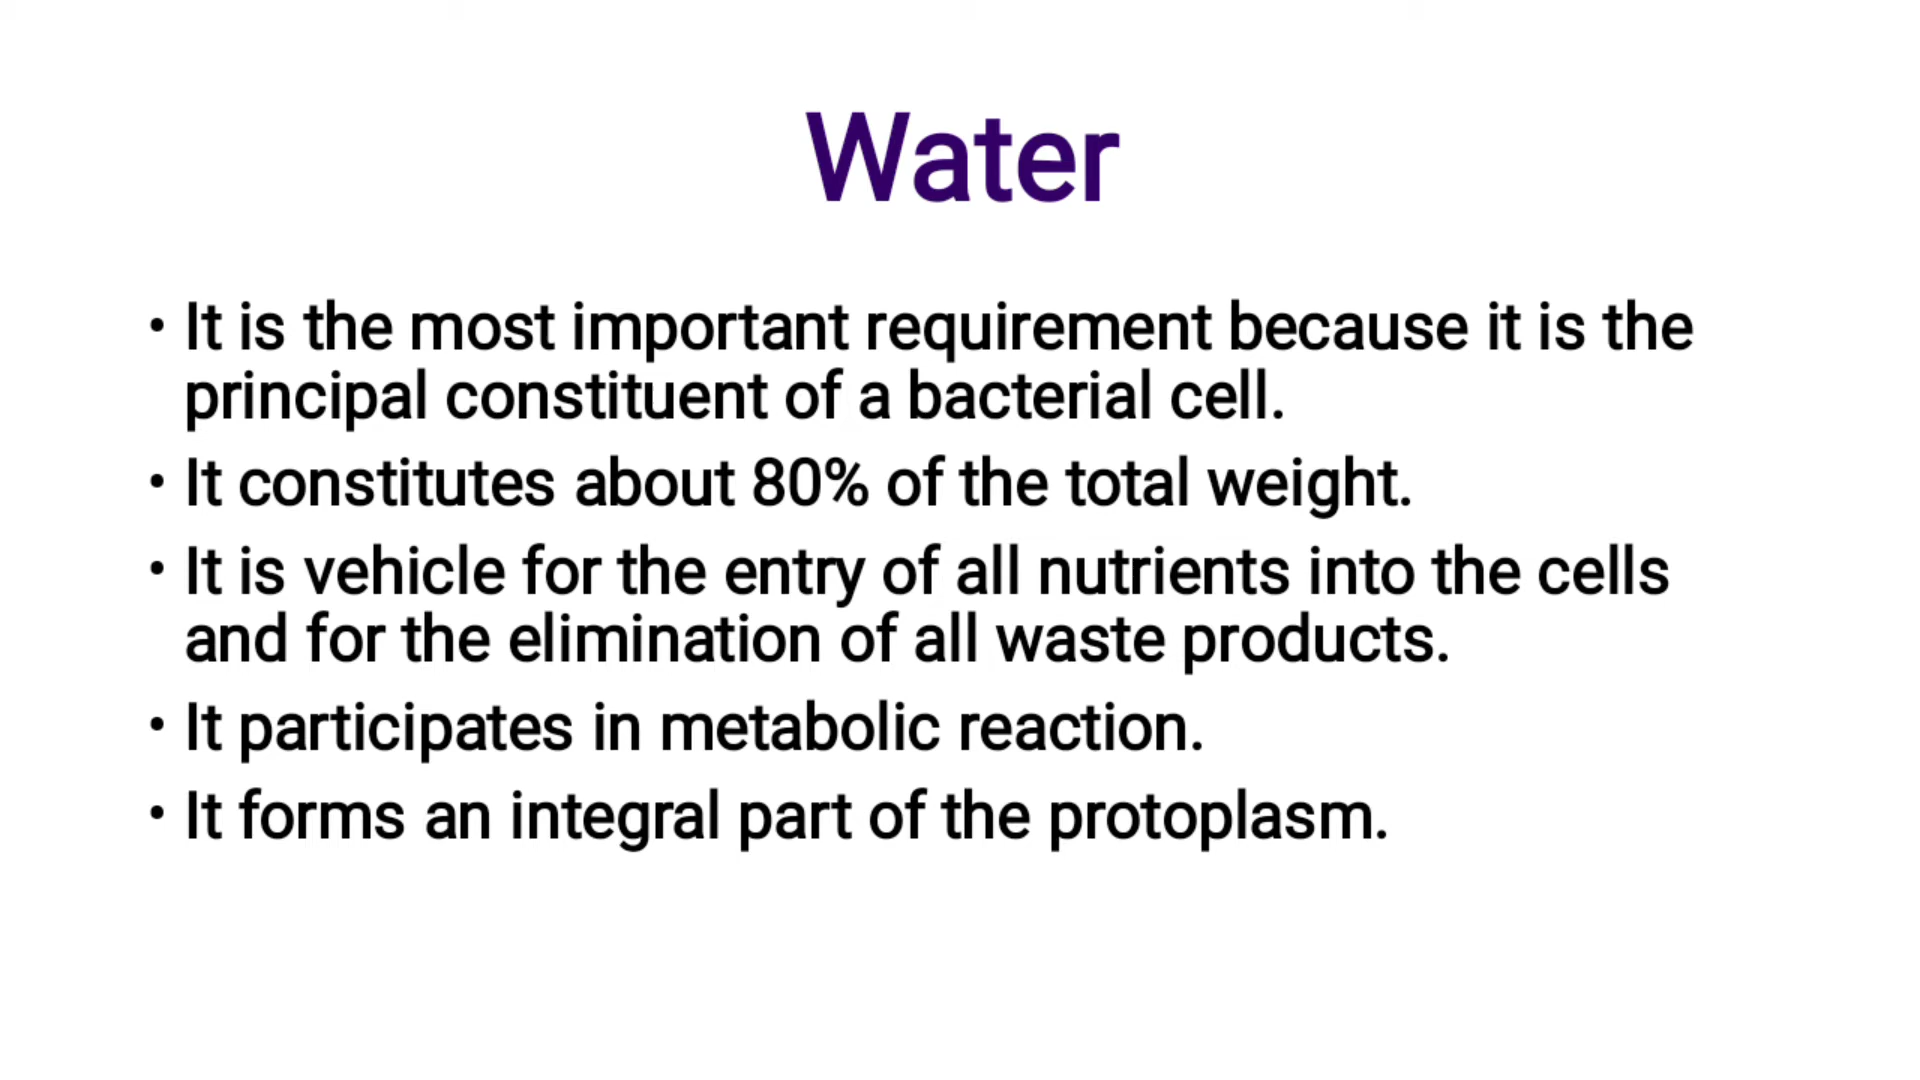 Water
• It is the most important requirement because it is the
principal constituent of a bacterial cell.
• It constitutes about 80% of the total weight.
• It is vehicle for the entry of all nutrients into the cells
and for the elimination of all waste products.
• It participates in metabolic reaction.
• It forms an integral part of the protoplasm.